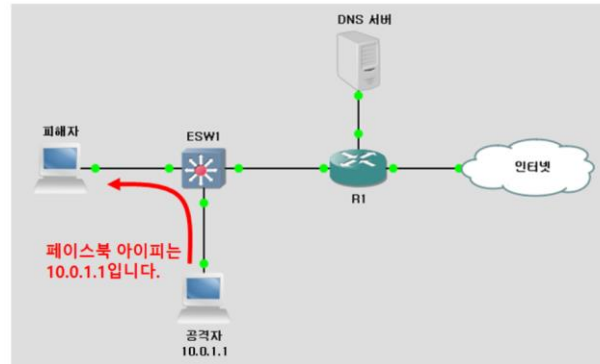 DNS 서버
피해자
ESW1
인터넷
R1
페이스북 아이피는
10.0.1.1입니다.
공격자
10.0.1.1